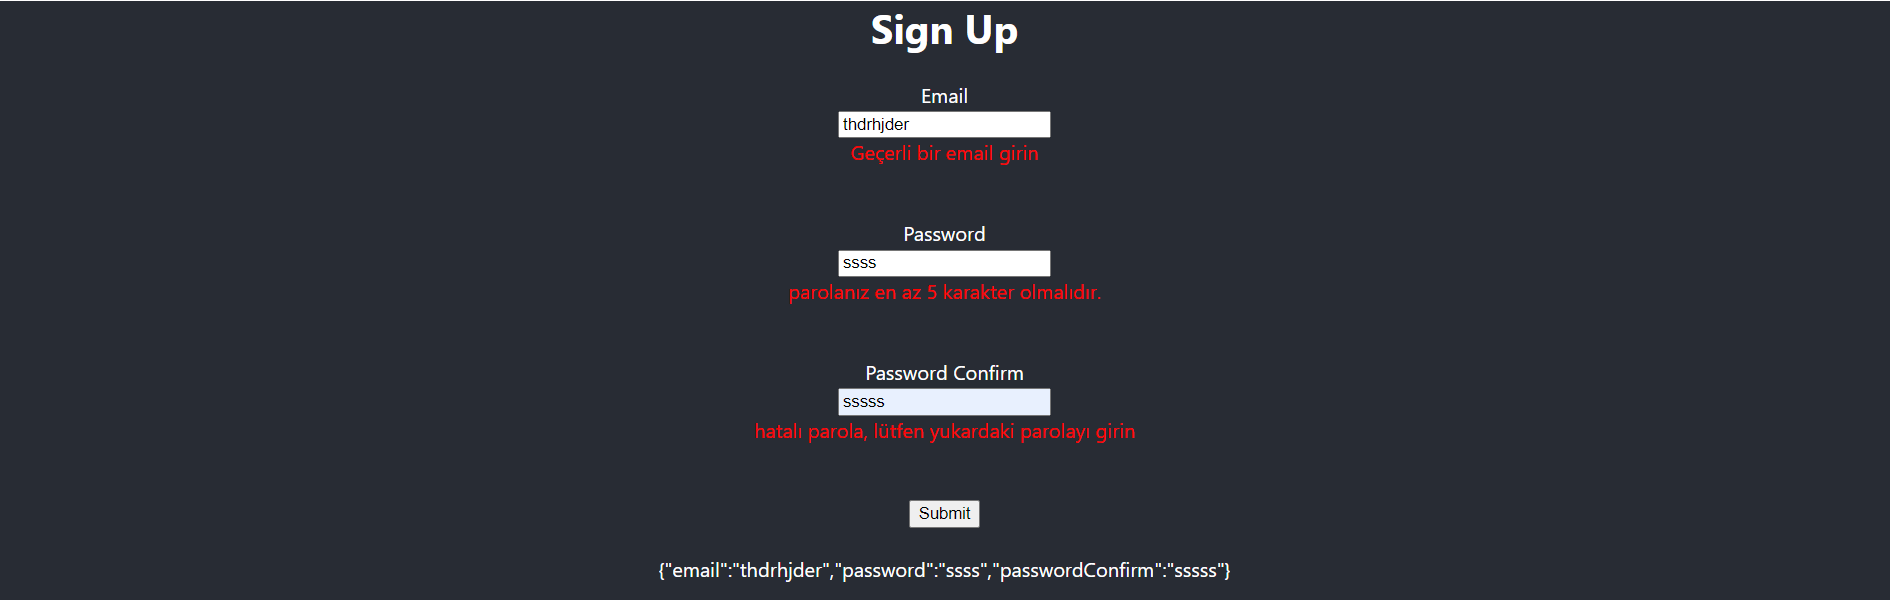 Sign Up
Email
thdrhjder
Geçerli bir email girin
Password
ssss
parolanız en az 5 karakter olmalıdır.
Password Confirm
sssss
hatalı parola, lütfen yukardaki parolayı girin
Submit
{"email":"thdrhjder","password":"ssss","passwordConfirm":"sssss"}